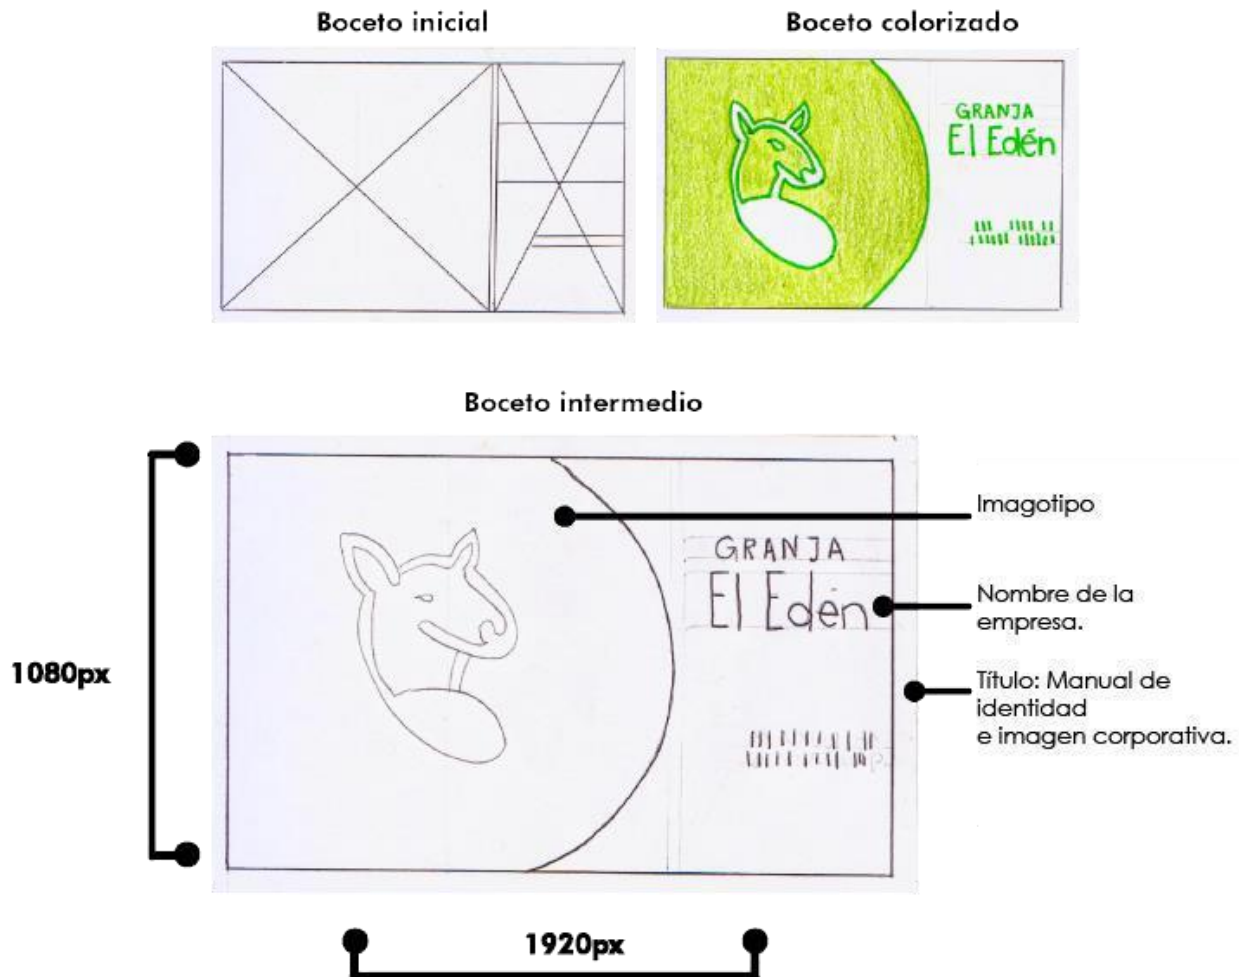 Boceto inicial
Boceto colorizado
GRANJA
El Edén
Boceto intermedio
Imagotipo
GRANJA
El Edén
Nombre de la
empresa.
1080px
Título: Manual de
identidad
e imagen corporativa.
1920px